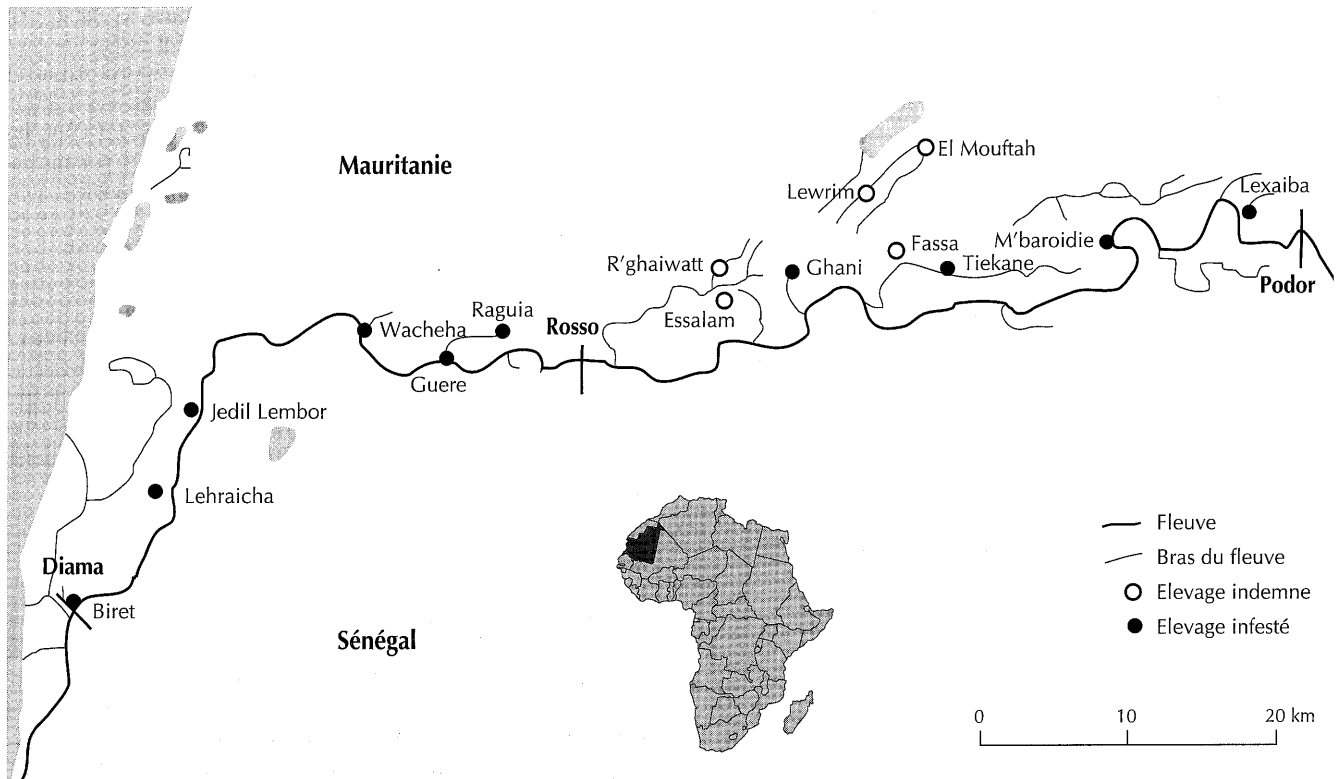 Mauritanie
El Mouftah
Lewrim
Lexaiba
Fassa
M'baroidie
R'ghaiwatt
Ghani
Tiekane
Podor
Essalam
Raguia
Rosso
Wacheha
Guere
Jedil Lembor
Lehraicha
Diama
Biret
Sénégal
Fleuve
Bras du fleuve
Elevage indemne
Elevage infesté
0 10 20 km